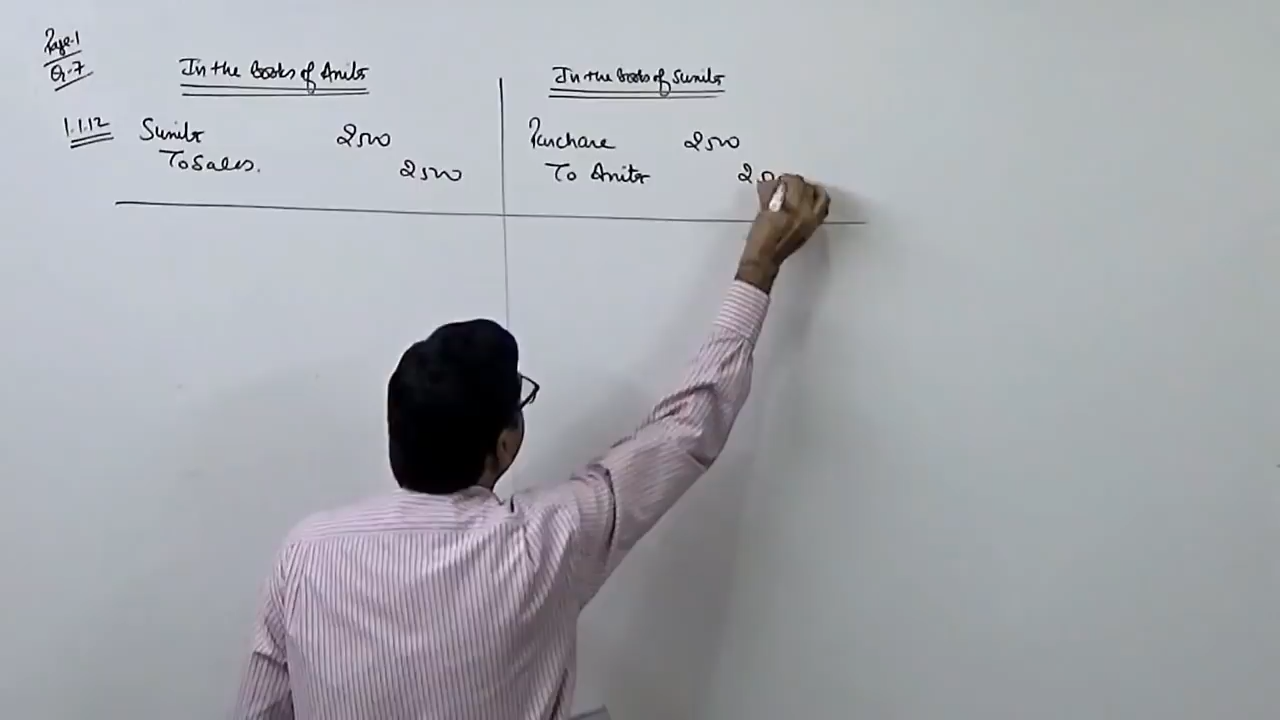 Page-1
Q-7
In the books of Anita
1.1.12 Sunita 2500
To Sales. 2500
In the books of Sunita
Purchase 2500
To Anita 250